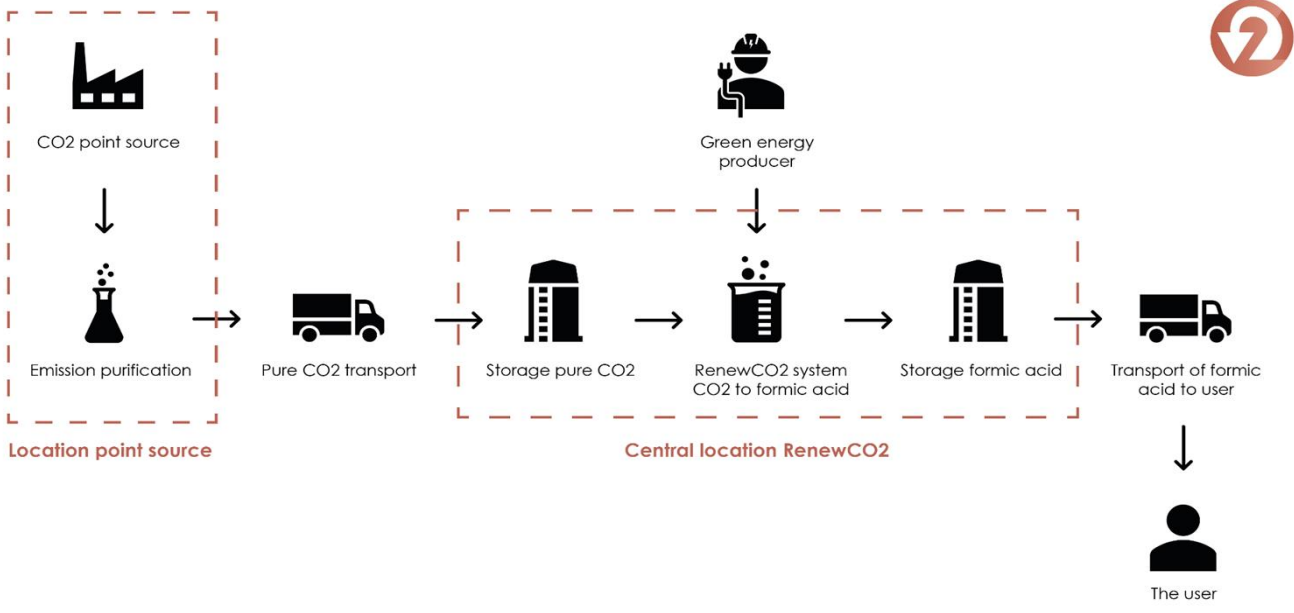 CO2 point source
Green energy
producer
Emission purification
Pure CO2 transport
Storage pure CO2
RenewCO2 system
CO2 to formic acid
Storage formic acid
Transport of formic
acid to user
Location point source
Central location RenewCO2
The user
2